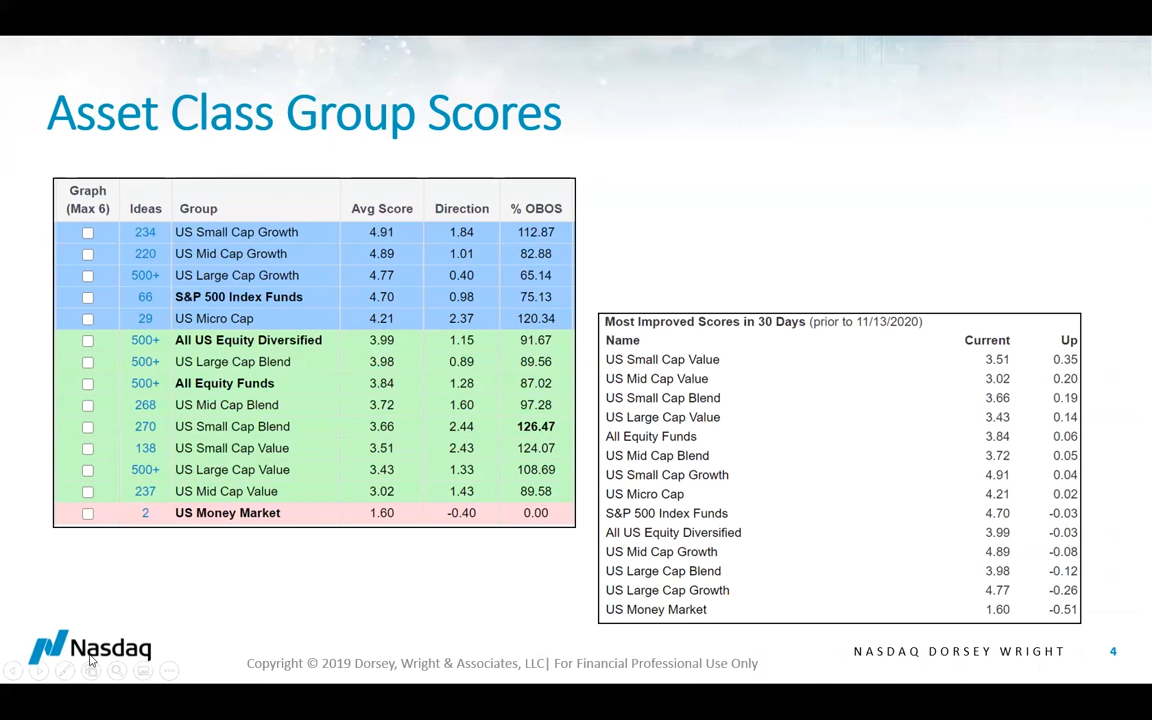 Asset Class Group Scores
Graph
(Max 6) Ideas Group Avg Score Direction % OBOS
234 US Small Cap Growth 4.91 1.84 112.87
220 US Mid Cap Growth 4.89 1.01 82.88
500+ US Large Cap Growth 4.77 0.40 65.14
66 S&P 500 Index Funds 4.70 0.98 75.13
29 US Micro Cap 4.21 2.37 120.34
500+ All US Equity Diversified 3.99 1.15 91.67
500+ US Large Cap Blend 3.98 0.89 89.56
500+ All Equity Funds 3.84 1.28 87.02
268 US Mid Cap Blend 3.72 1.60 97.28
270 US Small Cap Blend 3.66 2.44 126.47
138 US Small Cap Value 3.51 2.43 124.07
500+ US Large Cap Value 3.43 1.33 108.69
237 US Mid Cap Value 3.02 1.43 89.58
2 US Money Market 1.60 -0.40 0.00
Most Improved Scores in 30 Days (prior to 11/13/2020)
Name Current Up
US Small Cap Value 3.51 0.35
US Mid Cap Value 3.02 0.20
US Small Cap Blend 3.66 0.19
US Large Cap Value 3.43 0.14
All Equity Funds 3.84 0.06
US Mid Cap Blend 3.72 0.05
US Small Cap Growth 4.91 0.04
US Micro Cap 4.21 0.02
S&P 500 Index Funds 4.70 -0.03
All US Equity Diversified 3.99 -0.03
US Mid Cap Growth 4.89 -0.08
US Large Cap Blend 3.98 -0.12
US Large Cap Growth 4.77 -0.26
US Money Market 1.60 -0.51
Nasdaq
Copyright © 2019 Dorsey, Wright & Associates, LLC| For Financial Professional Use Only
NASDAQ DORSEY WRIGHT 4